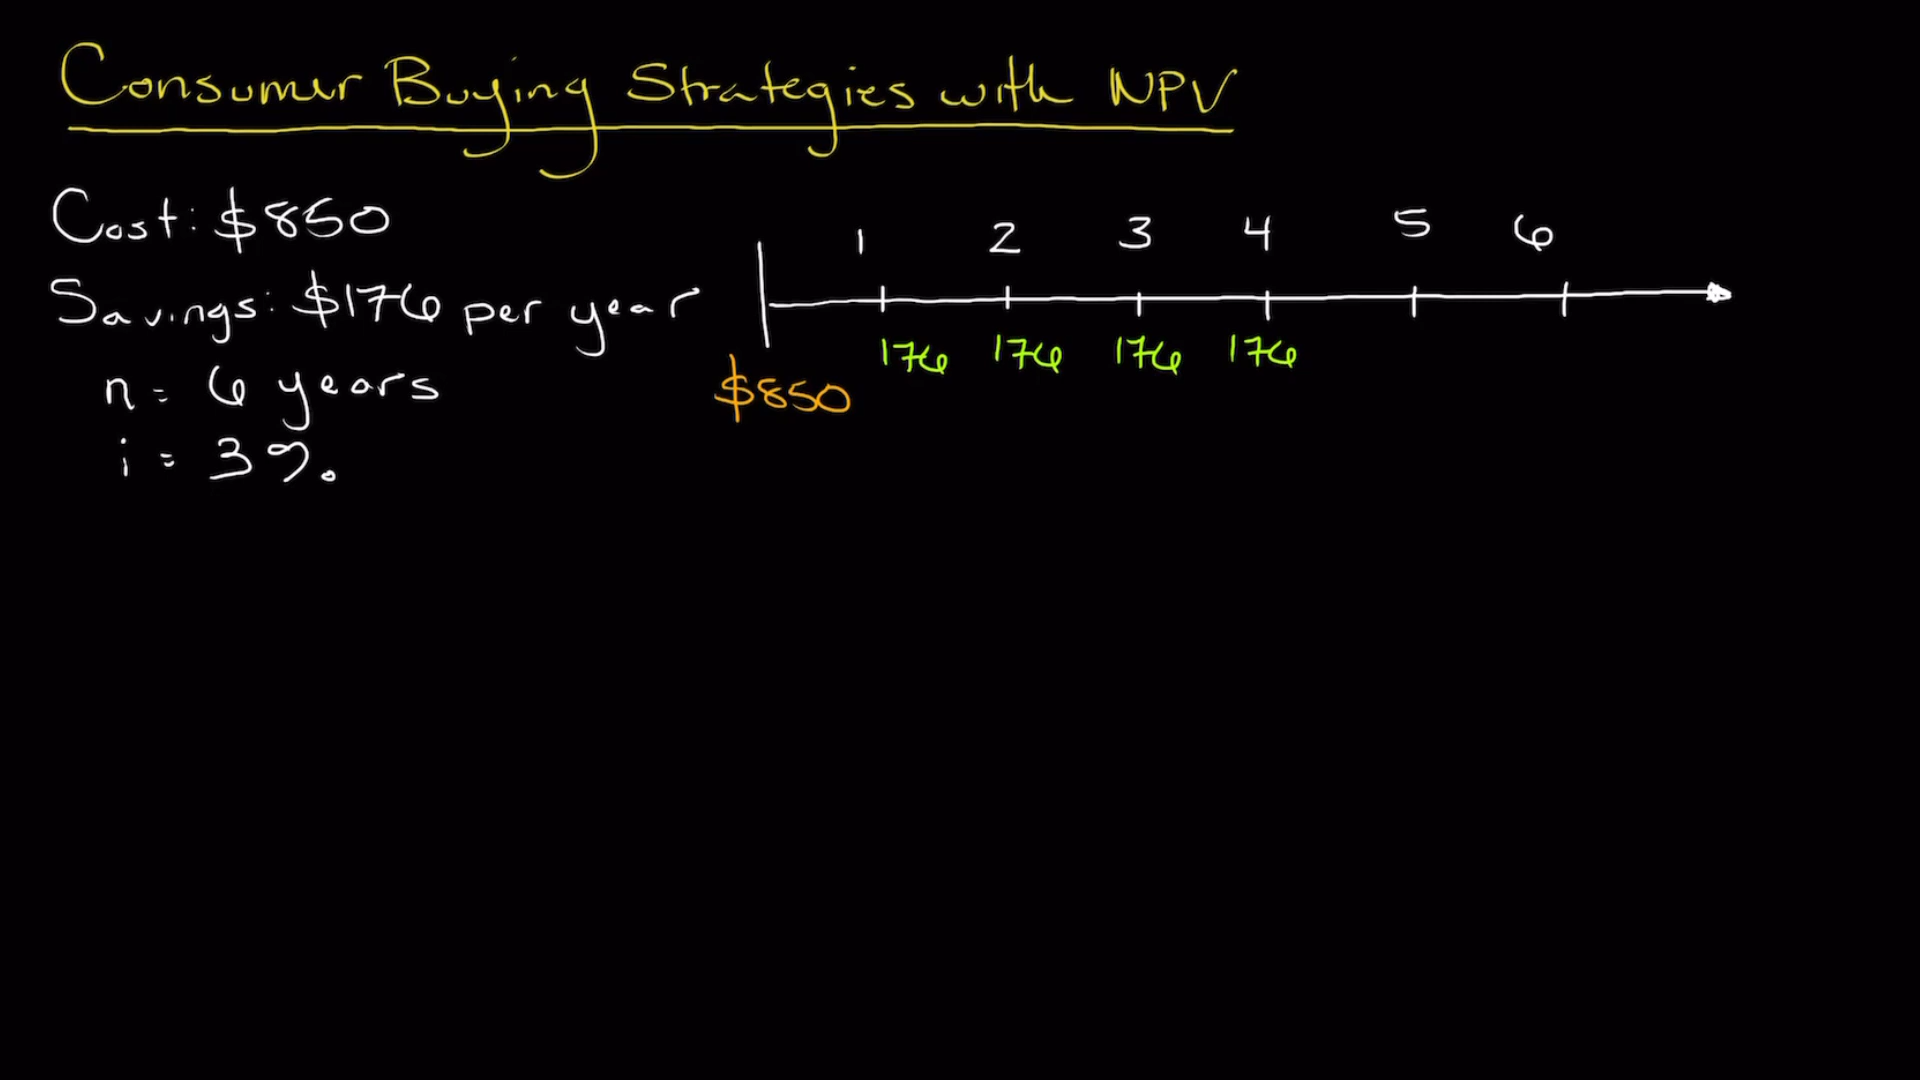 Consumer Buying Strategies with NPV
Cost: $850
Savings: $176 per year
n = 6 years
i = 3%
1 2 3 4 5 6
176 176 176 176
$850